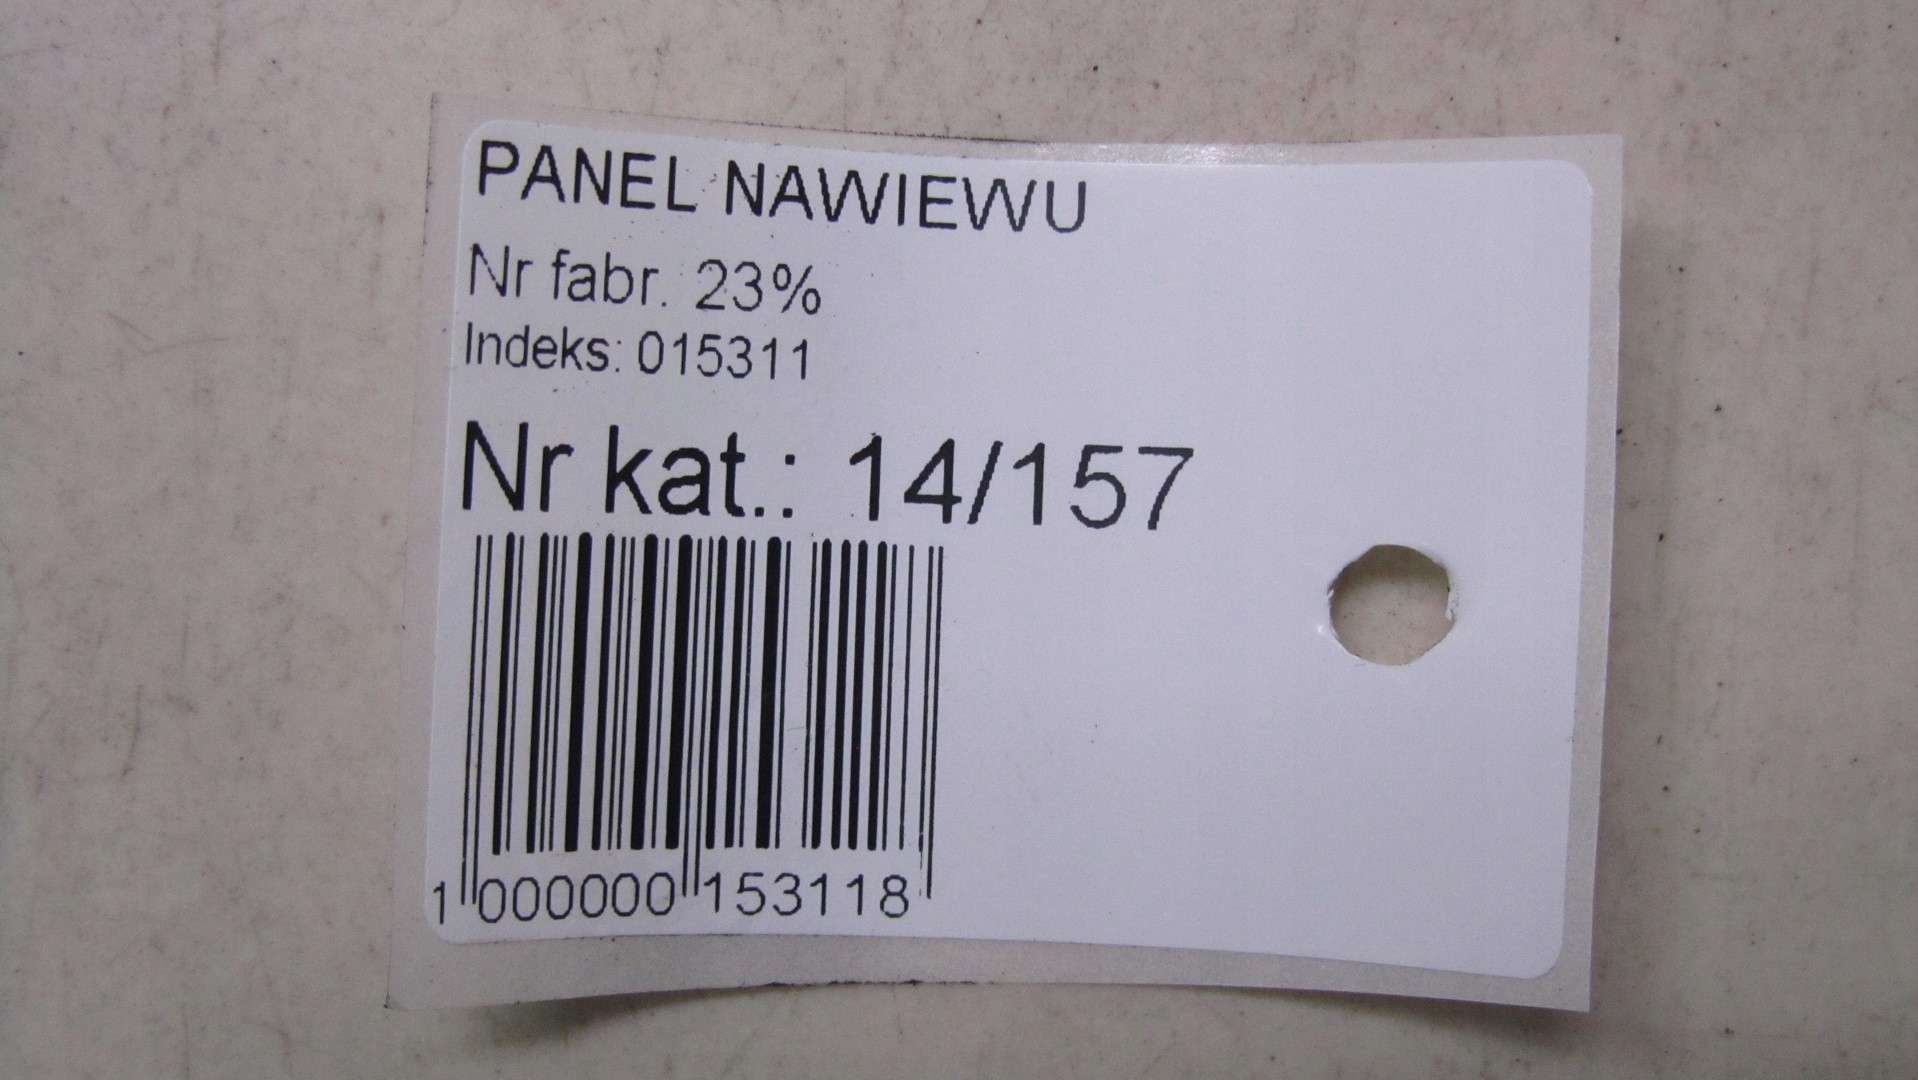 PANEL NAWIEWU
Nr fabr. 23%
Indeks: 015311
Nr kat.: 14/157
1 000000 153118